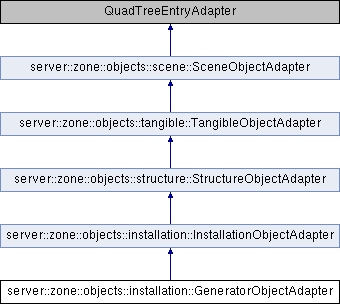 QuadTreeEntryAdapter
server::zone::objects::scene::SceneObjectAdapter
server::zone::objects::tangible::TangibleObjectAdapter
server::zone::objects::structure::StructureObjectAdapter
server::zone::objects::installation::InstallationObjectAdapter
server::zone::objects::installation::GeneratorObjectAdapter